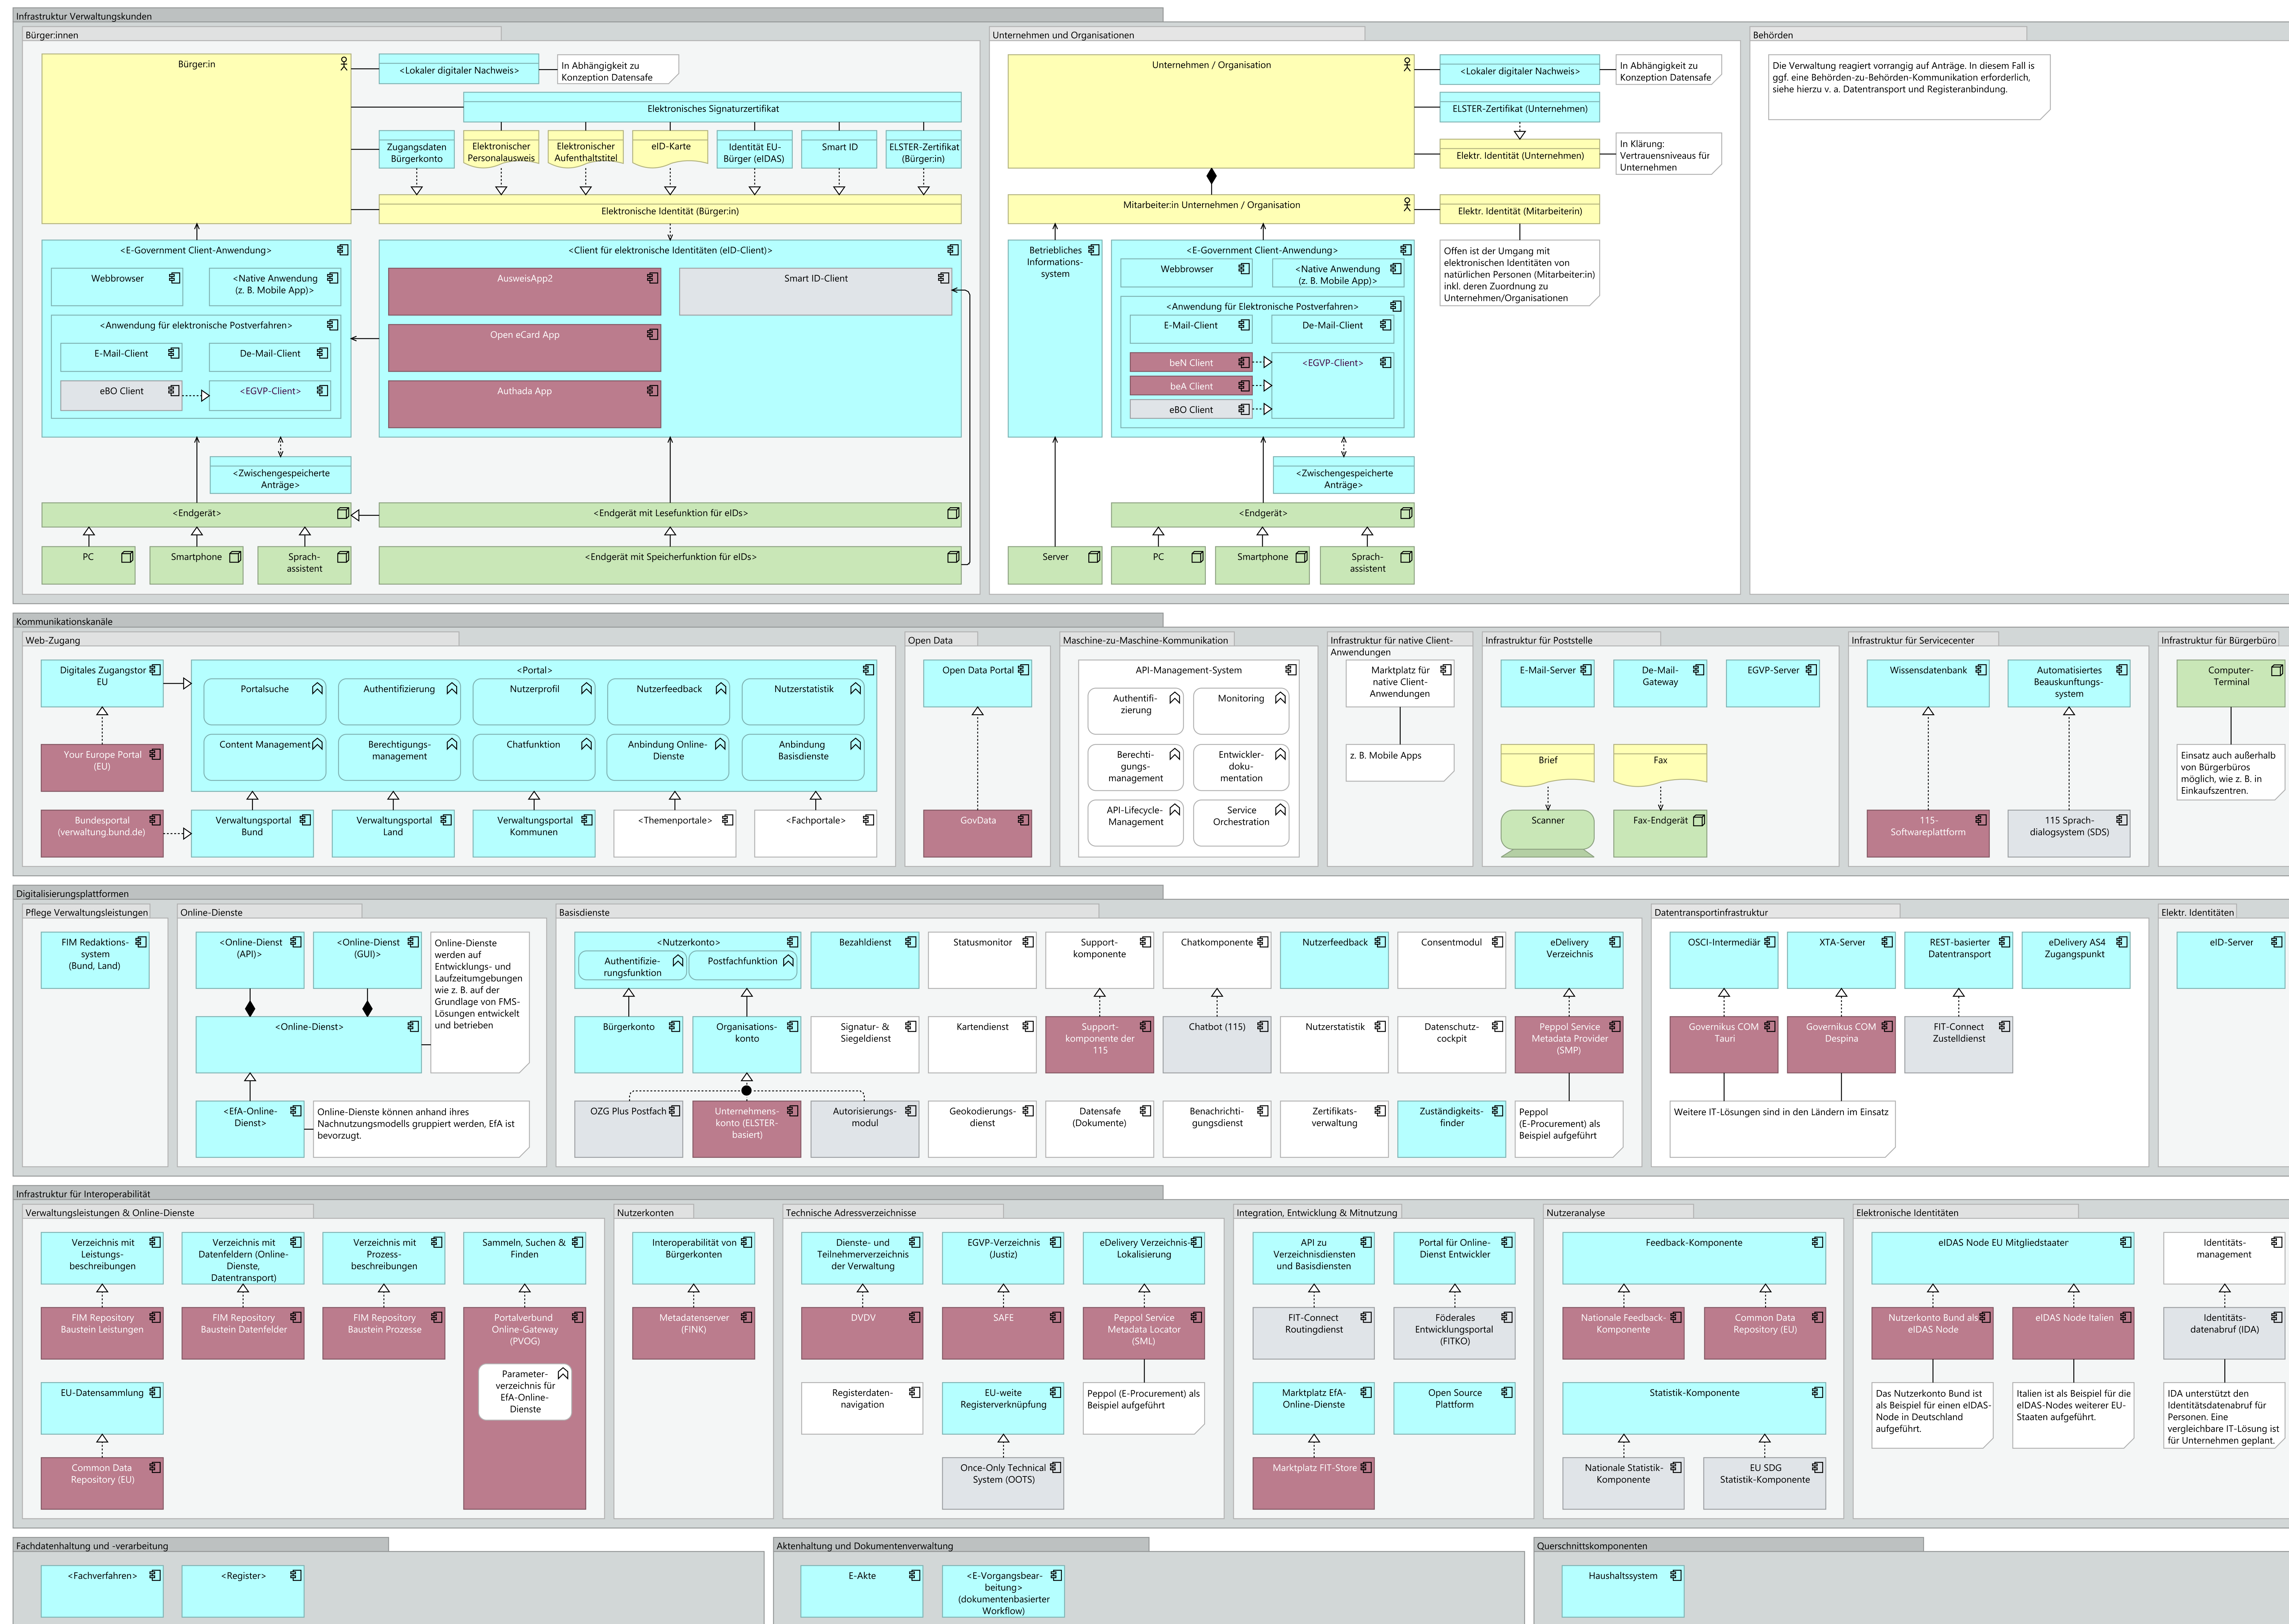 Infrastruktur Verwaltungskunden
Bürger:innen
Bürger:in
<Lokaler digitaler Nachweis>
In Abhängigkeit zu
Konzeption Datensafe
Elektronisches Signaturzertifikat
Zugangsdaten
Bürgerkonto
Elektronischer
Personalausweis
Elektronischer
Aufenthaltstitel
eID-Karte
Identität EU-
Bürger (eIDAS)
Smart ID
ELSTER-Zertifikat
(Bürger:in)
Elektronische Identität (Bürger:in)
<E-Government Client-Anwendung>
Webbrowser
<Native Anwendung
(z. B. Mobile App)>
<Anwendung für elektronische Postverfahren>
E-Mail-Client
De-Mail-Client
eBO Client
<EGVP-Client>
<Client für elektronische Identitäten (eID-Client)>
AusweisApp2
Smart ID-Client
Open eCard App
Authada App
<Zwischengespeicherte
Anträge>
<Endgerät>
<Endgerät mit Lesefunktion für eIDs>
PC
Smartphone
Sprach-
assistent
<Endgerät mit Speicherfunktion für eIDs>
Unternehmen und Organisationen
Unternehmen / Organisation
<Lokaler digitaler Nachweis>
In Abhängigkeit zu
Konzeption Datensafe
ELSTER-Zertifikat (Unternehmen)
Elektr. Identität (Unternehmen)
In Klärung:
Vertrauensniveaus für
Unternehmen
Mitarbeiter:in Unternehmen / Organisation
Elektr. Identität (Mitarbeiterin)
Offen ist der Umgang mit
elektronischen Identitäten von
natürlichen Personen (Mitarbeiter:in)
inkl. deren Zuordnung zu
Unternehmen/Organisationen
Betriebliches
Informations-
system
<E-Government Client-Anwendung>
Webbrowser
<Native Anwendung
(z. B. Mobile App)>
<Anwendung für Elektronische Postverfahren>
E-Mail-Client
De-Mail-Client
beN Client
<EGVP-Client>
beA Client
eBO Client
<Zwischengespeicherte
Anträge>
<Endgerät>
Server
PC
Smartphone
Sprach-
assistent
Behörden
Die Verwaltung reagiert vorrangig auf Anträge. In diesem Fall is
ggf. eine Behörden-zu-Behörden-Kommunikation erforderlich,
siehe hierzu v. a. Datentransport und Registeranbindung.
Kommunikationskanäle
Web-Zugang
Digitales Zugangstor
EU
<Portal>
Portalsuche
Authentifizierung
Nutzerprofil
Nutzerfeedback
Nutzerstatistik
Content Management
Berechtigungs-
management
Chatfunktion
Anbindung Online-
Dienste
Anbindung
Basisdienste
Your Europe Portal
(EU)
Bundesportal
(verwaltung.bund.de)
Verwaltungsportal
Bund
Verwaltungsportal
Land
Verwaltungsportal
Kommunen
<Themenportale>
<Fachportale>
Open Data
Open Data Portal
GovData
Maschine-zu-Maschine-Kommunikation
API-Management-System
Authentifi-
zierung
Monitoring
Berechti-
gungs-
management
Entwickler-
doku-
mentation
API-Lifecycle-
Management
Service
Orchestration
Infrastruktur für native Client-
Anwendungen
Marktplatz für
native Client-
Anwendungen
z. B. Mobile Apps
Infrastruktur für Poststelle
E-Mail-Server
De-Mail-
Gateway
EGVP-Server
Brief
Fax
Scanner
Fax-Endgerät
Infrastruktur für Servicecenter
Wissensdatenbank
Automatisiertes
Beauskunftungs-
system
115-
Softwareplattform
115 Sprach-
dialogsystem (SDS)
Infrastruktur für Bürgerbüro
Computer-
Terminal
Einsatz auch außerhalb
von Bürgerbüros
möglich, wie z. B. in
Einkaufszentren.
Digitalisierungsplattformen
Pflege Verwaltungsleistungen
FIM Redaktions-
system
(Bund, Land)
Online-Dienste
<Online-Dienst
(API)>
<Online-Dienst
(GUI)>
Online-Dienste
werden auf
Entwicklungs- und
Laufzeitumgebungen
wie z. B. auf der
Grundlage von FMS-
Lösungen entwickelt
und betrieben
<Online-Dienst>
<EfA-Online-
Dienst>
Online-Dienste können anhand ihres
Nachnutzungsmodells gruppiert werden, EfA ist
bevorzugt.
Basisdienste
<Nutzerkonto>
Authentifizie-
rungsfunktion
Postfachfunktion
Bezahldienst
Statusmonitor
Support-
komponente
Chatkomponente
Nutzerfeedback
Consentmodul
eDelivery
Verzeichnis
Bürgerkonto
Organisations-
konto
Signatur- &
Siegeldienst
Kartendienst
Support-
komponente der
115
Chatbot (115)
Nutzerstatistik
Datenschutz-
cockpit
Peppol Service
Metadata Provider
(SMP)
OZG Plus Postfach
Unternehmens-
konto (ELSTER-
basiert)
Autorisierungs-
modul
Geokodierungs-
dienst
Datensafe
(Dokumente)
Benachrichti-
gungsdienst
Zertifikats-
verwaltung
Zuständigkeits-
finder
Peppol
(E-Procurement) als
Beispiel aufgeführt
Datentransportinfrastruktur
OSCI-Intermediär
XTA-Server
REST-basierter
Datentransport
eDelivery AS4
Zugangspunkt
Governikus COM
Tauri
Governikus COM
Despina
FIT-Connect
Zustelldienst
Weitere IT-Lösungen sind in den Ländern im Einsatz
Elektr. Identitäten
eID-Server
Infrastruktur für Interoperabilität
Verwaltungsleistungen & Online-Dienste
Verzeichnis mit
Leistungs-
beschreibungen
Verzeichnis mit
Datenfeldern (Online-
Dienste,
Datentransport)
Verzeichnis mit
Prozess-
beschreibungen
Sammeln, Suchen &
Finden
FIM Repository
Baustein Leistungen
FIM Repository
Baustein Datenfelder
FIM Repository
Baustein Prozesse
Portalverbund
Online-Gateway
(PVOG)
Parameter-
verzeichnis für
EfA-Online-
Dienste
EU-Datensammlung
Common Data
Repository (EU)
Nutzerkonten
Interoperabilität von
Bürgerkonten
Metadatenserver
(FINK)
Technische Adressverzeichnisse
Dienste- und
Teilnehmerverzeichnis
der Verwaltung
EGVP-Verzeichnis
(Justiz)
eDelivery Verzeichnis-
Lokalisierung
DVDV
SAFE
Peppol Service
Metadata Locator
(SML)
Registerdaten-
navigation
EU-weite
Registerverknüpfung
Peppol (E-Procurement) als
Beispiel aufgeführt
Once-Only Technical
System (OOTS)
Integration, Entwicklung & Mitnutzung
API zu
Verzeichnisdiensten
und Basisdiensten
Portal für Online-
Dienst Entwickler
FIT-Connect
Routingdienst
Föderales
Entwicklungsportal
(FITKO)
Marktplatz EfA-
Online-Dienste
Open Source
Plattform
Marktplatz FIT-Store
Nutzeranalyse
Feedback-Komponente
Nationale Feedback-
Komponente
Common Data
Repository (EU)
Statistik-Komponente
Nationale Statistik-
Komponente
EU SDG
Statistik-Komponente
Elektronische Identitäten
eIDAS Node EU Mitgliedstaaten
Identitäts-
management
Nutzerkonto Bund als
eIDAS Node
eIDAS Node Italien
Identitäts-
datenabruf (IDA)
Das Nutzerkonto Bund ist
als Beispiel für einen eIDAS-
Node in Deutschland
aufgeführt.
Italien ist als Beispiel für die
eIDAS-Nodes weiterer EU-
Staaten aufgeführt.
IDA unterstützt den
Identitätsdatenabruf für
Personen. Eine
vergleichbare IT-Lösung ist
für Unternehmen geplant.
Fachdatenhaltung und -verarbeitung
<Fachverfahren>
<Register>
Aktenhaltung und Dokumentenverwaltung
E-Akte
<E-Vorgangsbear-
beitung>
(dokumentenbasierter
Workflow)
Querschnittskomponenten
Haushaltssystem